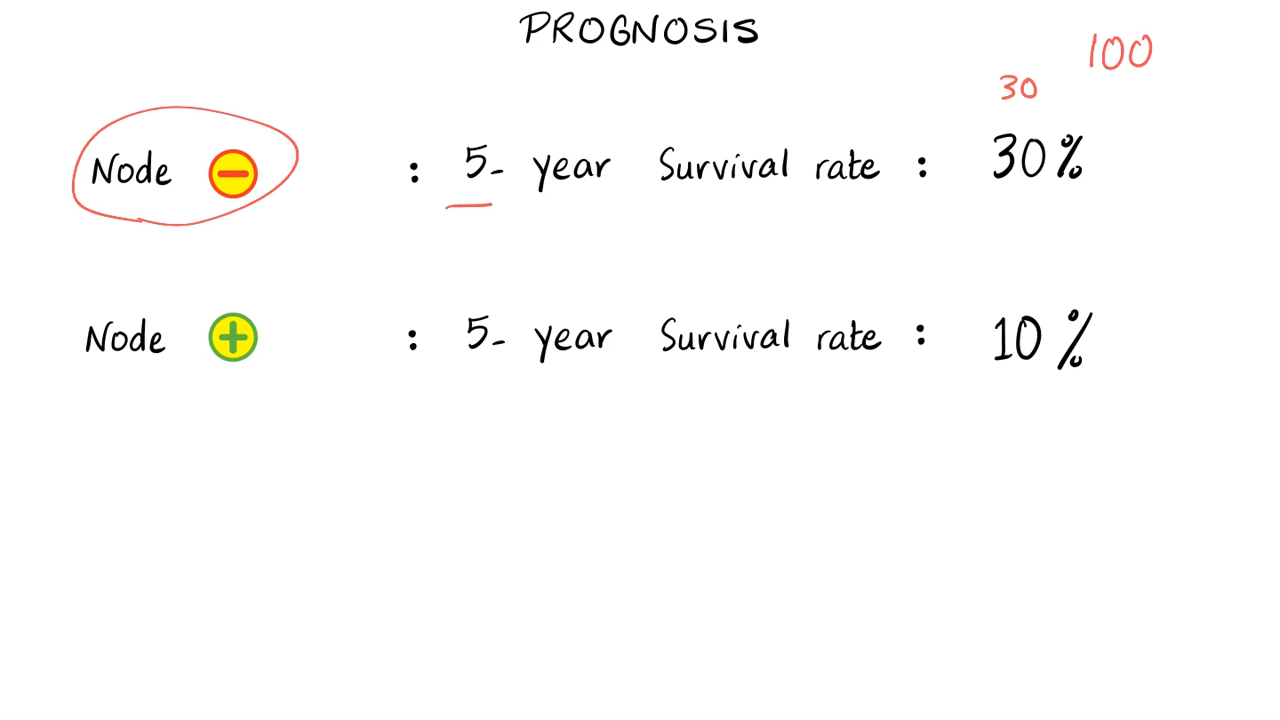 PROGNOSIS
100
30
Node − : 5- year Survival rate : 30%
Node + : 5- year Survival rate : 10%